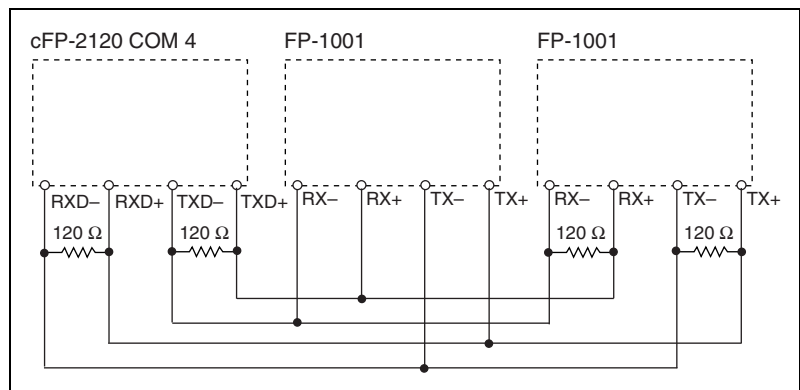 cFP-2120 COM 4 FP-1001 FP-1001
RXD– RXD+ TXD– TXD+ RX– RX+ TX– TX+ RX– RX+ TX– TX+
120 Ω 120 Ω 120 Ω 120 Ω